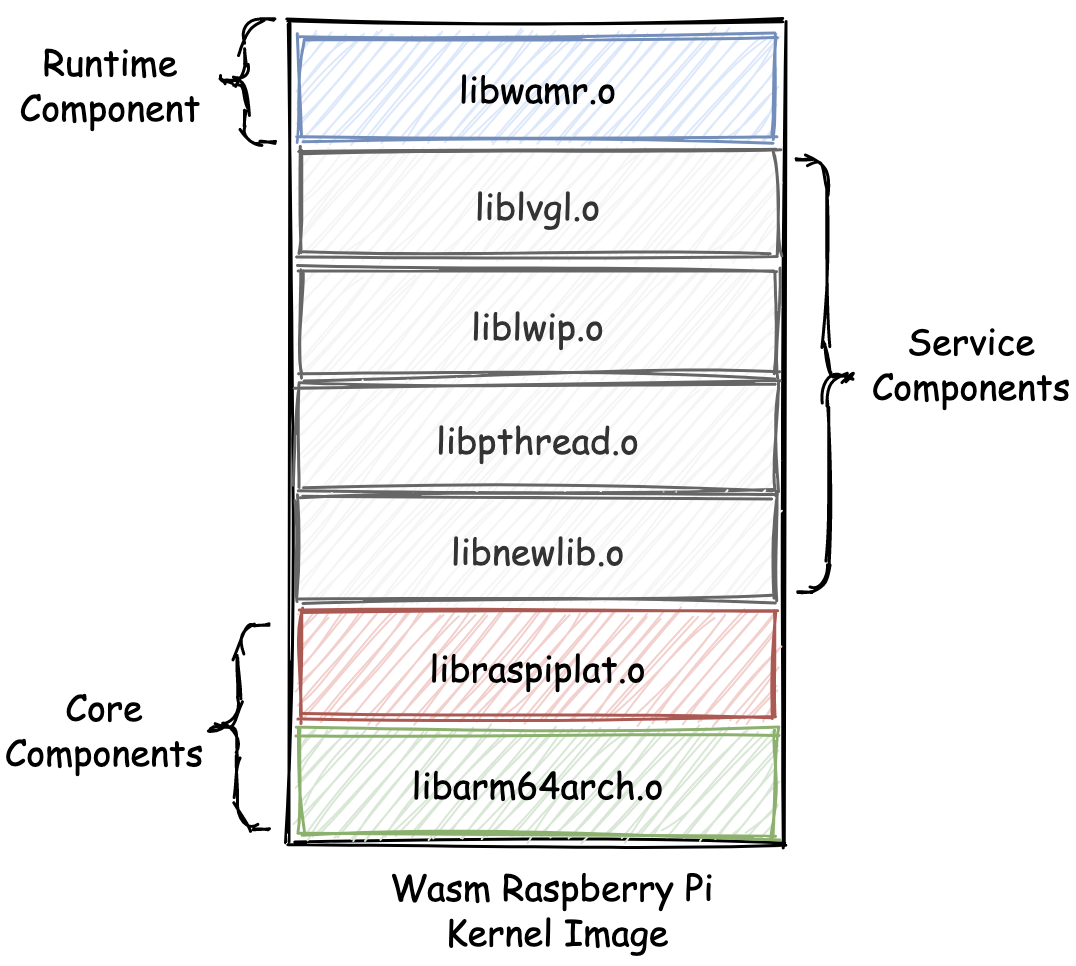 Runtime
Component
libwamr.o
liblvgl.o
liblwip.o
libpthread.o
libnewlib.o
Service
Components
libraspiplat.o
libarm64arch.o
Core
Components
Wasm Raspberry Pi
Kernel Image